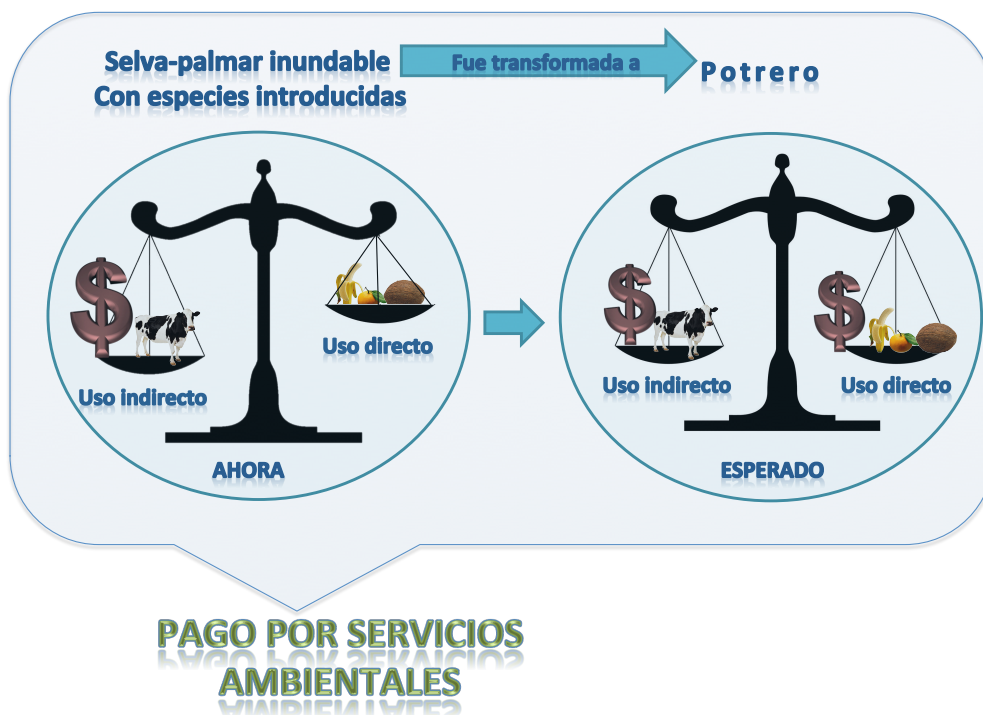 Selva-palmar inundable
Con especies introducidas
Fue transformada a
Potrero
Uso directo
Uso indirecto
AHORA
Uso indirecto
Uso directo
ESPERADO
PAGO POR SERVICIOS
AMBIENTALES